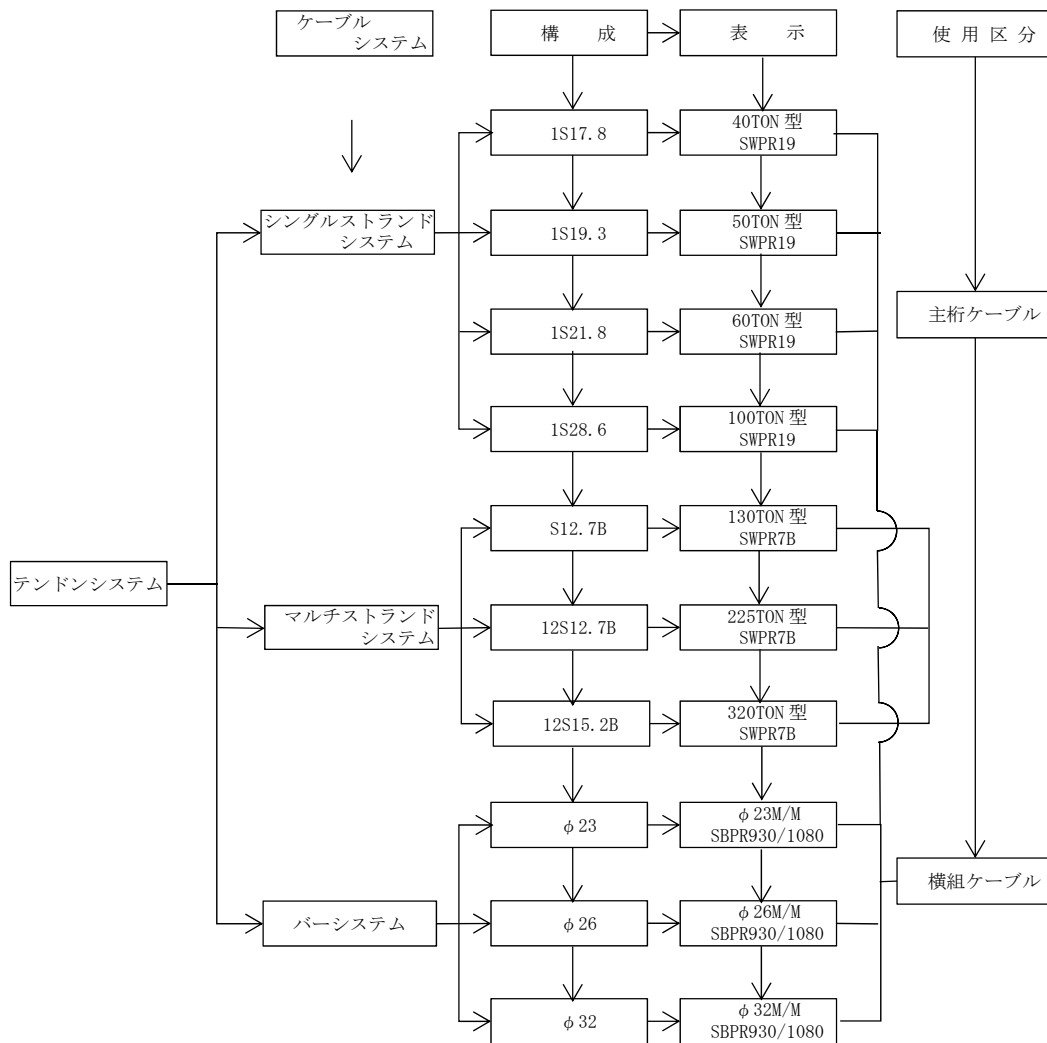 ケーブル
システム
構 成
表 示
使 用 区 分
1S17.8
40TON 型
SWPR19
シングルストランド
システム
1S19.3
50TON 型
SWPR19
主桁ケーブル
1S21.8
60TON 型
SWPR19
1S28.6
100TON 型
SWPR19
S12.7B
130TON 型
SWPR7B
テンドンシステム
マルチストランド
システム
12S12.7B
225TON 型
SWPR7B
12S15.2B
320TON 型
SWPR7B
φ23
φ23M/M
SBPR930/1080
横組ケーブル
バーシステム
φ26
φ26M/M
SBPR930/1080
φ32
φ32M/M
SBPR930/1080